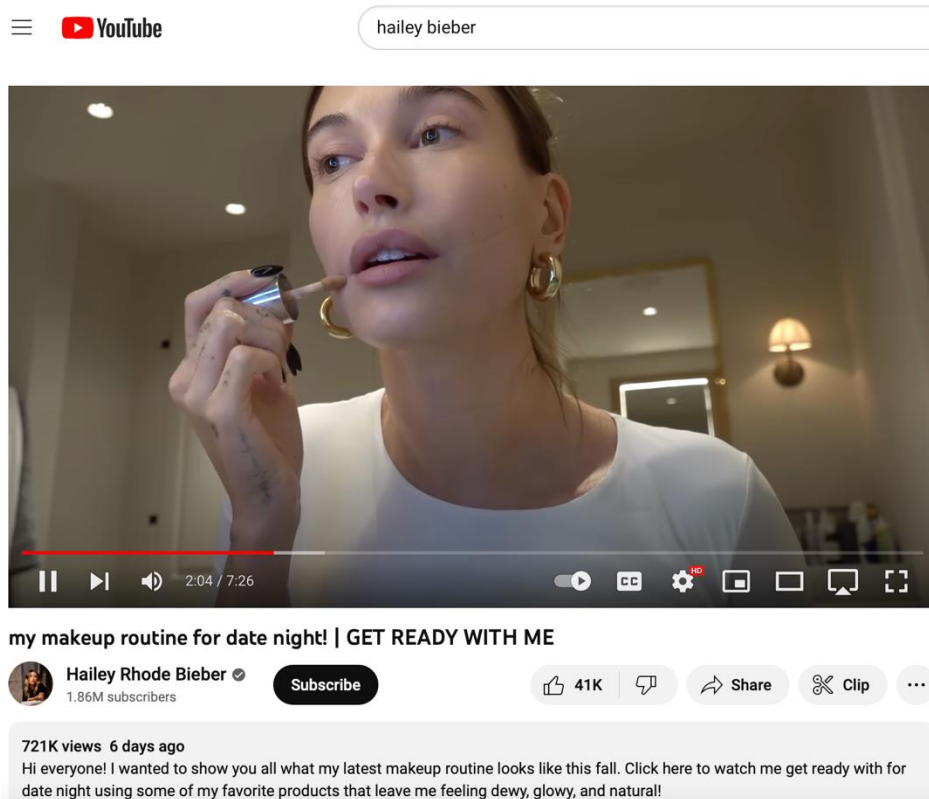 YouTube
hailey bieber
HD
CC
2:04 / 7:26
my makeup routine for date night! | GET READY WITH ME
Hailey Rhode Bieber
1.86M subscribers
Subscribe
41K
Share
Clip
721K views 6 days ago
Hi everyone! I wanted to show you all what my latest makeup routine looks like this fall. Click here to watch me get ready with for
date night using some of my favorite products that leave me feeling dewy, glowy, and natural!